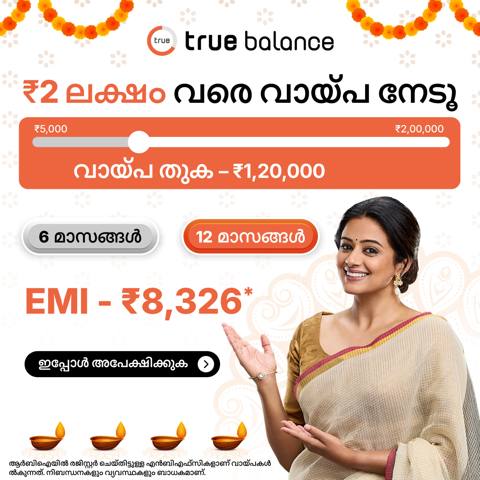 true
true balance
₹2 ലക്ഷം വരെ വായ്പ നേടൂ
₹5,000
₹2,00,000
വായ്പ തുക – ₹1,20,000
6 മാസങ്ങൾ
12 മാസങ്ങൾ
EMI - ₹8,326*
ഇപ്പോൾ അപേക്ഷിക്കുക
ആർബിഐയിൽ രജിസ്റ്റർ ചെയ്തിട്ടുള്ള എൻബിഎഫ്സികളാണ് വായ്പകൾ
ൽകുന്നത്. നിബന്ധനകളും വ്യവസ്ഥകളും ബാധകമാണ്.